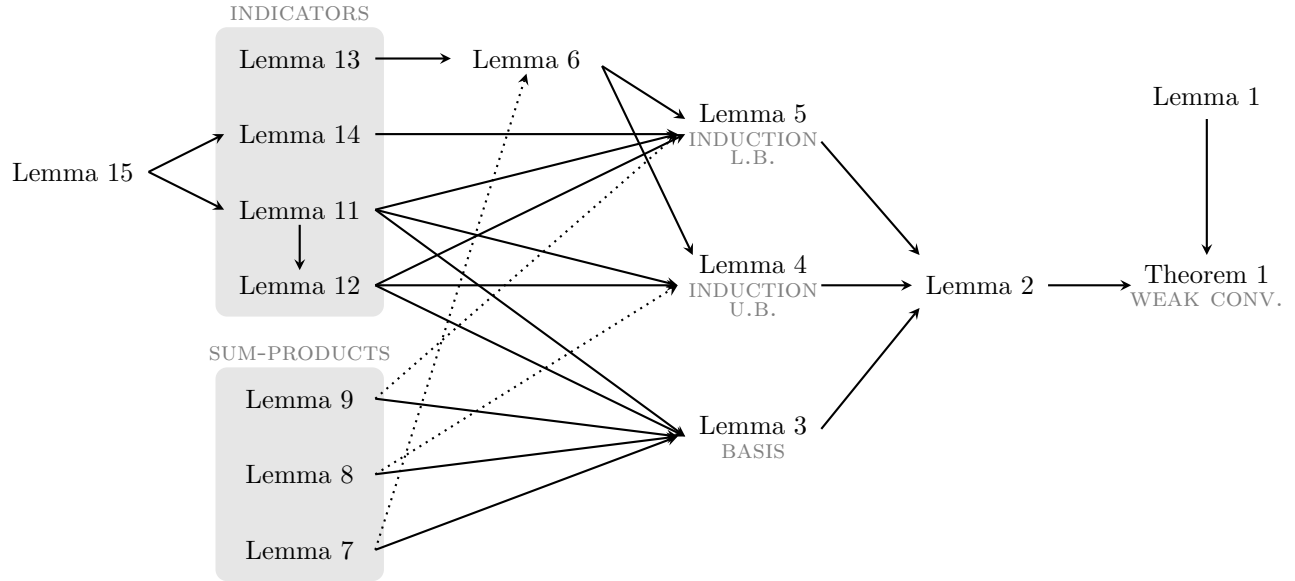 INDICATORS
Lemma 13
Lemma 6
Lemma 14
Lemma 15
Lemma 11
Lemma 12
SUM-PRODUCTS
Lemma 9
Lemma 8
Lemma 7
Lemma 5
INDUCTION
L.B.
Lemma 4
INDUCTION
U.B.
Lemma 3
BASIS
Lemma 2
Lemma 1
Theorem 1
WEAK CONV.